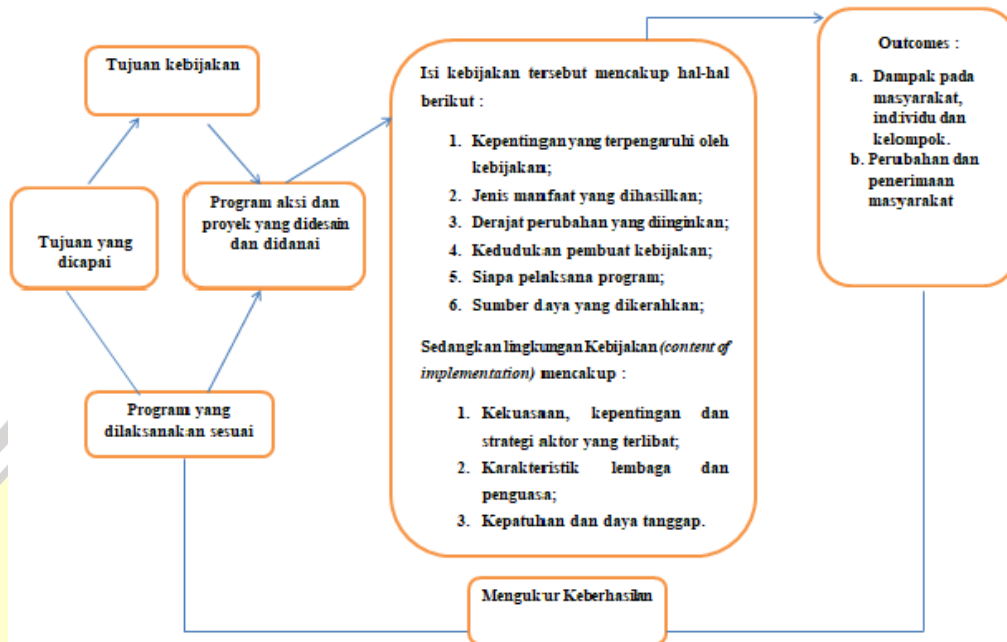 Tujuan kebijakan
Tujuan yang
dicapai
Program aksi dan
proyek yang didesain
dan didanai
Program yang
dilaksanakan sesuai
Isi kebijakan tersebut mencakup hal-hal
berikut :
1. Kepentingan yang terpengaruhi oleh
kebijakan;
2. Jenis manfaat yang dihasilkan;
3. Derajat perubahan yang diinginkan;
4. Kedudukan pembuat kebijakan;
5. Siapa pelaksana program;
6. Sumber daya yang dikerahkan;
Sedangkan lingkungan Kebijakan (content of
implementation) mencakup :
1. Kekuasaan, kepentingan dan
strategi aktor yang terlibat;
2. Karakteristik lembaga dan
penguasa;
3. Kepatuhan dan daya tanggap.
Outcomes :
a. Dampak pada
masyarakat,
individu dan
kelompok.
b. Perubahan dan
penerimaan
masyarakat
Mengukur Keberhasilan